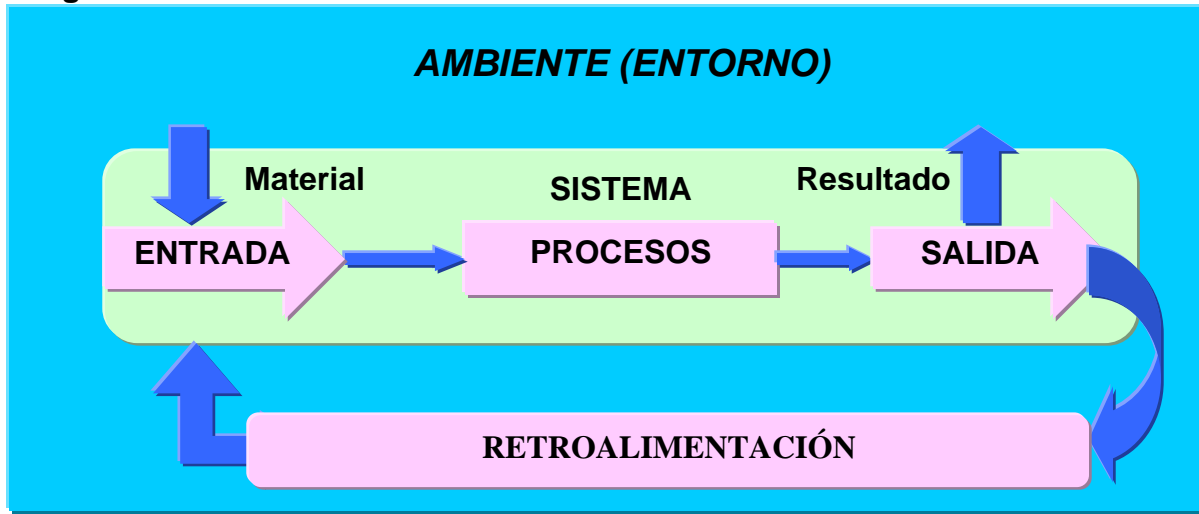 AMBIENTE (ENTORNO)
Material
SISTEMA
Resultado
ENTRADA
PROCESOS
SALIDA
RETROALIMENTACIÓN